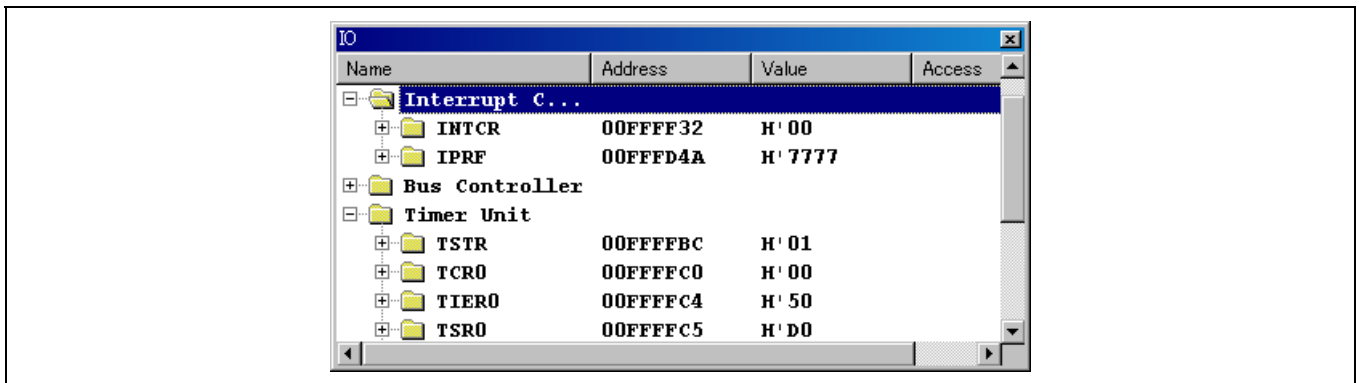 IO
Name Address Value Access
Interrupt C...
INTCR 00FFFF32 H'00
IPRF 00FFFD4A H'7777
Bus Controller
Timer Unit
TSTR 00FFFFBC H'01
TCR0 00FFFFC0 H'00
TIER0 00FFFFC4 H'50
TSR0 00FFFFC5 H'D0